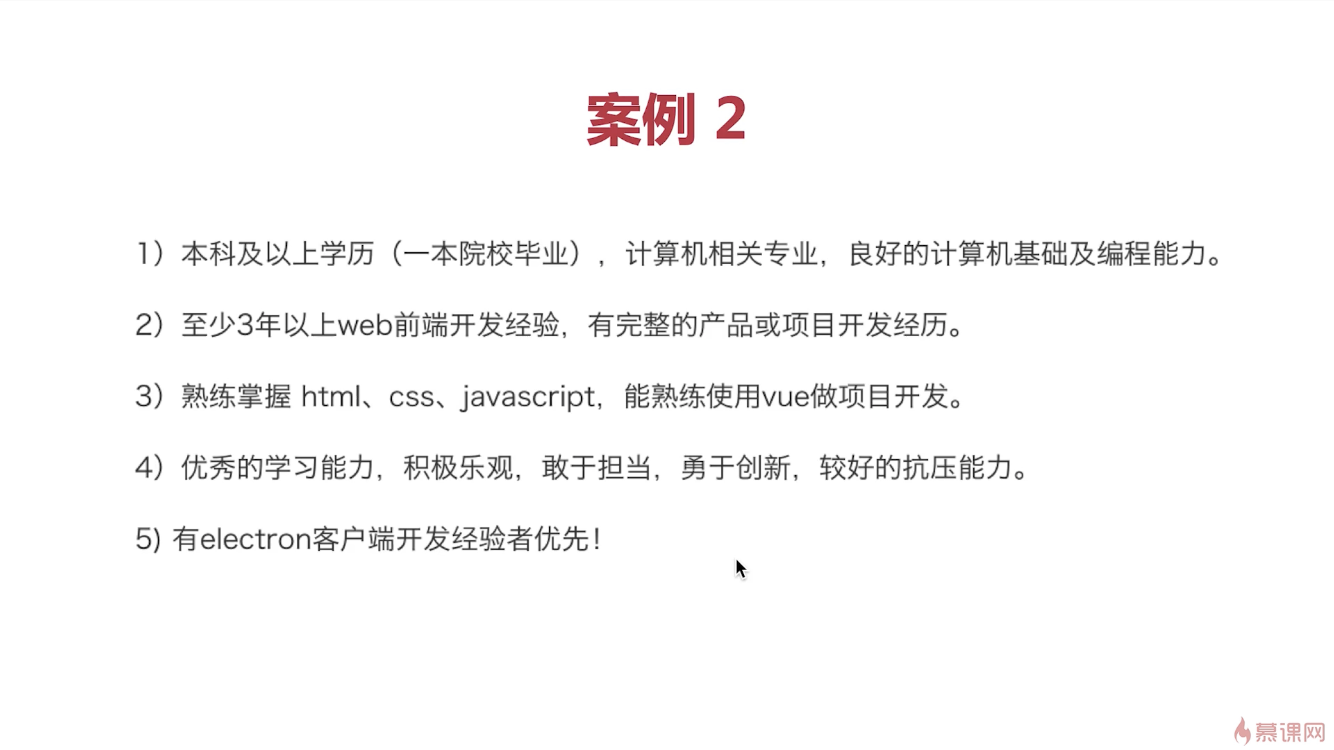 案例 2
1）本科及以上学历（一本院校毕业），计算机相关专业，良好的计算机基础及编程能力。
2）至少3年以上web前端开发经验，有完整的产品或项目开发经历。
3）熟练掌握 html、css、javascript，能熟练使用vue做项目开发。
4）优秀的学习能力，积极乐观，敢于担当，勇于创新，较好的抗压能力。
5) 有electron客户端开发经验者优先！
慕课网